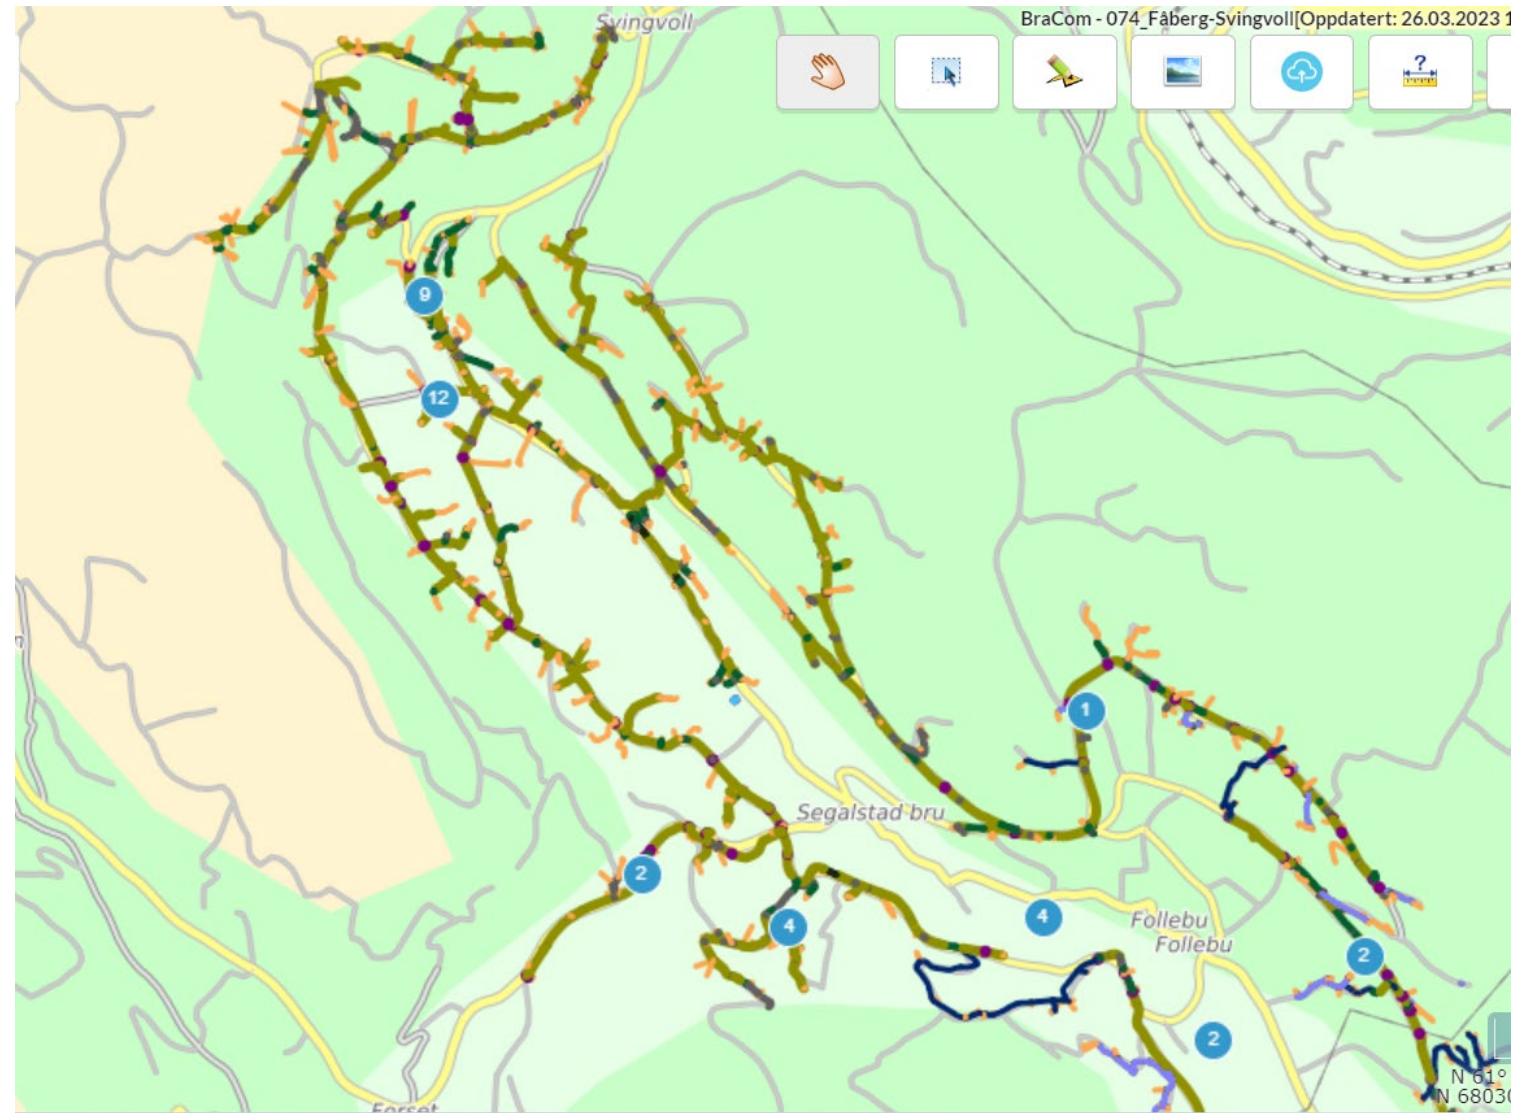 Svingvoll
BraCom - 074_Fåberg-Svingvoll[Oppdatert: 26.03.2023 1
?
9
12
1
Segalstad bru
2
4
4
Follebu
Follebu
2
2
N 61°
N 6803
Forset